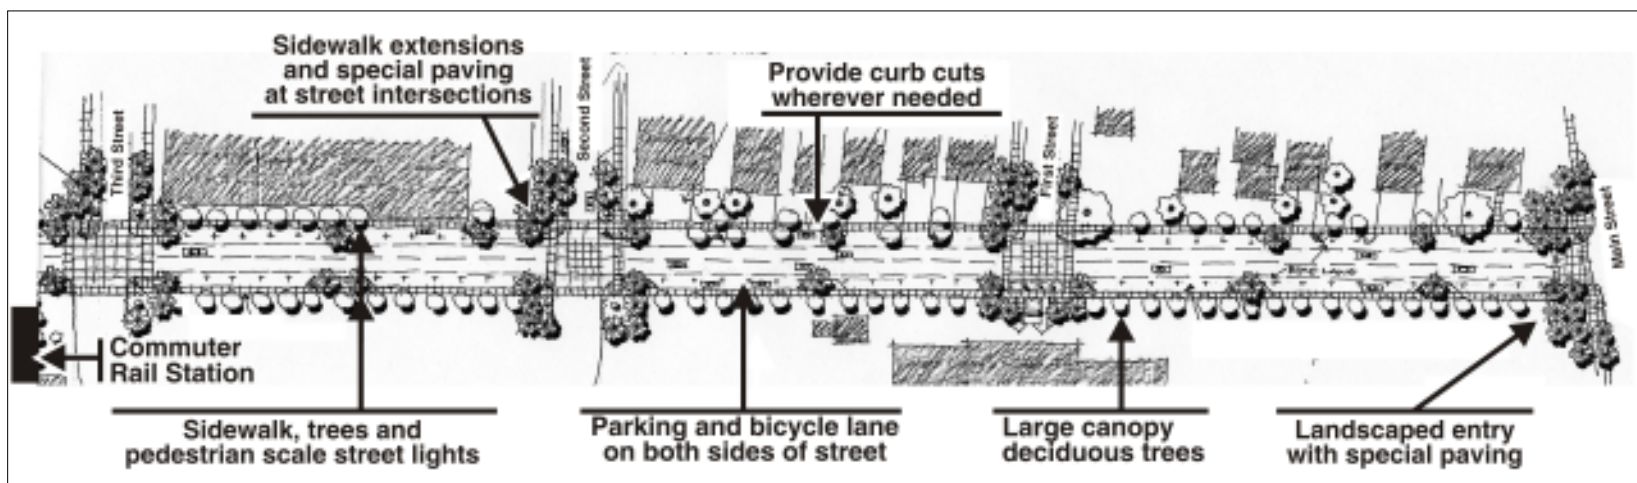 Sidewalk extensions
and special paving
at street intersections
Provide curb cuts
wherever needed
Third Street
Second Street
First Street
Main Street
Commuter
Rail Station
Sidewalk, trees and
pedestrian scale street lights
Parking and bicycle lane
on both sides of street
Large canopy
deciduous trees
Landscaped entry
with special paving